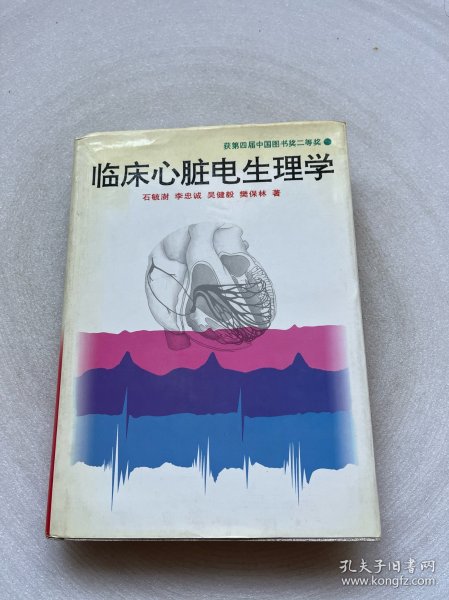 获第四届中国图书奖二等奖
临床心脏电生理学
石敏澍 李忠诚 吴健毅 樊保林 著
孔夫子旧书网
www.kongfz.com